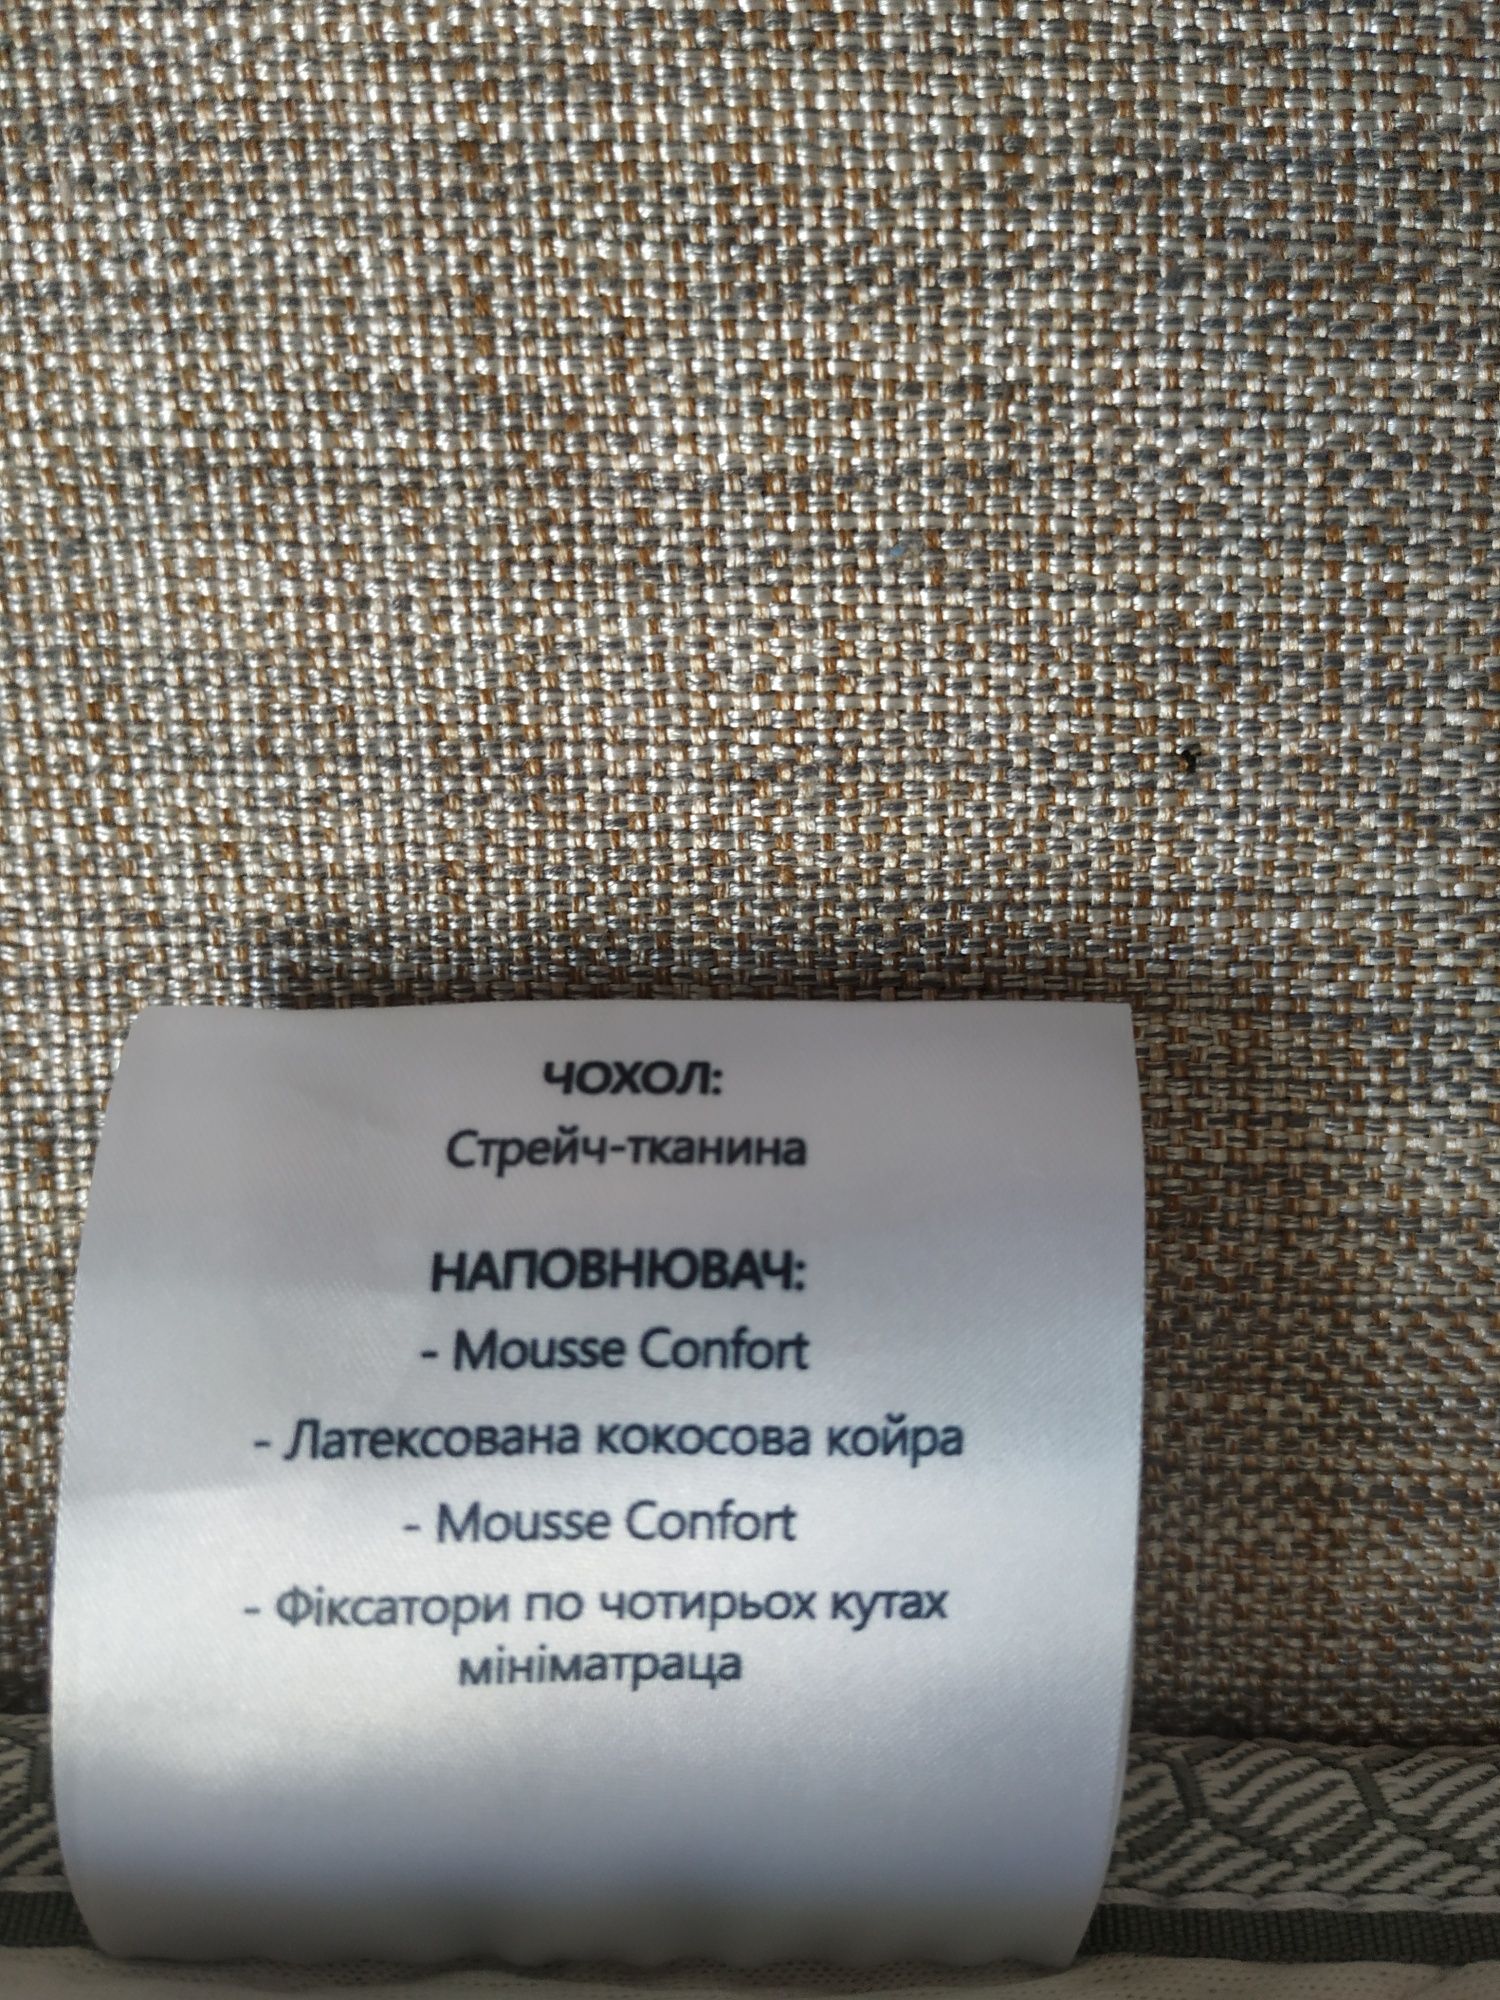 ЧОХОЛ:
Стрейч-тканина
НАПОВНЮВАЧ:
- Mousse Confort
- Латексована кокосова койра
- Mousse Confort
- Фіксатори по чотирьох кутах
мініматраца